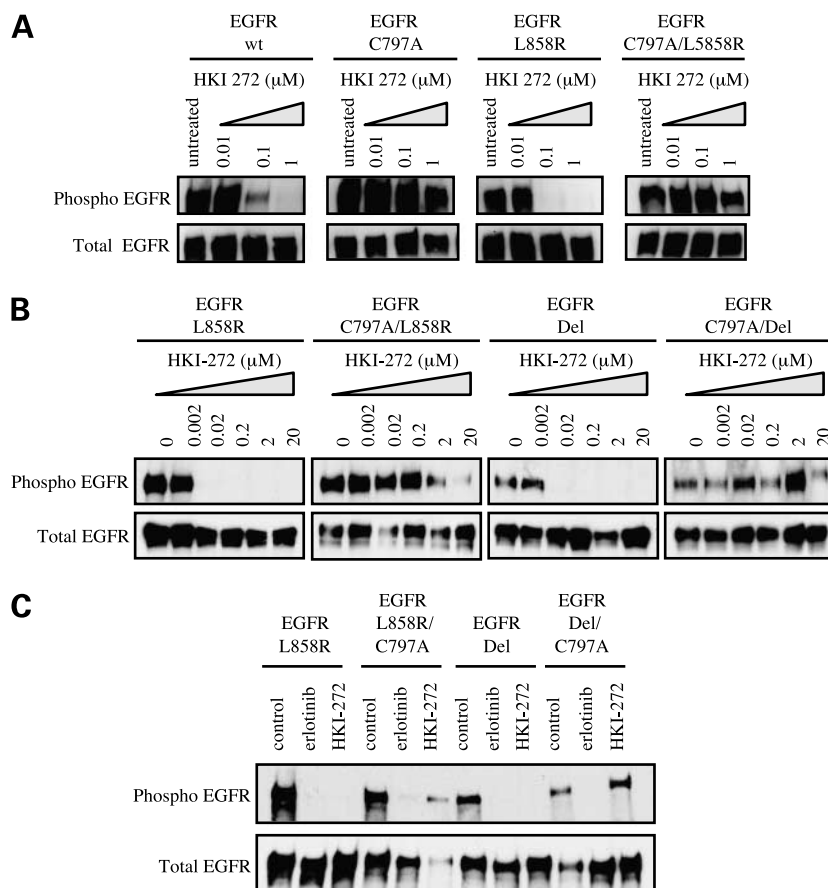 A
EGFR
wt
EGFR
C797A
EGFR
L858R
EGFR
C797A/L5858R
HKI 272 (μM)
HKI 272 (μM)
HKI 272 (μM)
HKI 272 (μM)
untreated
0.01
0.1
1
untreated
0.01
0.1
1
untreated
0.01
0.1
1
untreated
0.01
0.1
1
Phospho EGFR
Total EGFR
B
EGFR
L858R
EGFR
C797A/L858R
EGFR
Del
EGFR
C797A/Del
HKI-272 (μM)
HKI-272 (μM)
HKI-272 (μM)
HKI-272 (μM)
0
0.002
0.02
0.2
2
20
0
0.002
0.02
0.2
2
20
0
0.002
0.02
0.2
2
20
0
0.002
0.02
0.2
2
20
Phospho EGFR
Total EGFR
C
EGFR
L858R
EGFR
L858R/
C797A
EGFR
Del
EGFR
Del/
C797A
control
erlotinib
HKI-272
control
erlotinib
HKI-272
control
erlotinib
HKI-272
control
erlotinib
HKI-272
Phospho EGFR
Total EGFR